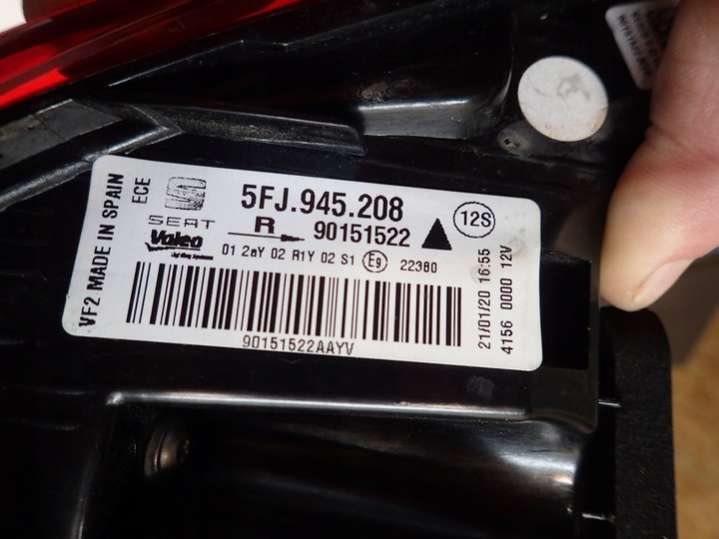 VF2 MADE IN SPAIN
ECE
SEAT
Valeo
5FJ.945.208
R 90151522
12S
01 2aY 02 R1Y 02 S1 E9 22380
90151522AAYV
21/01/20 16:55
4156 0000 12V